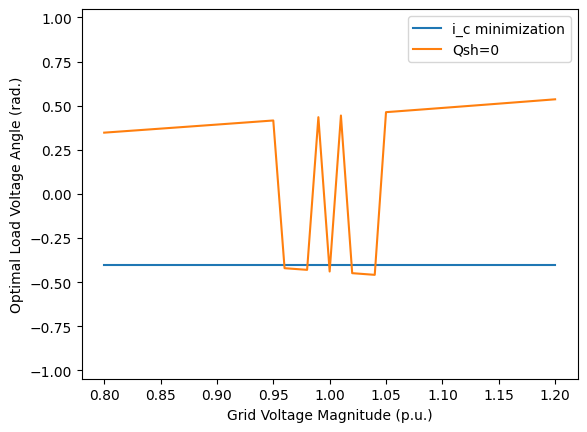 1.00
0.75
0.50
0.25
0.00
−0.25
−0.50
−0.75
−1.00
Optimal Load Voltage Angle (rad.)
i_c minimization
Qsh=0
0.80 0.85 0.90 0.95 1.00 1.05 1.10 1.15 1.20
Grid Voltage Magnitude (p.u.)